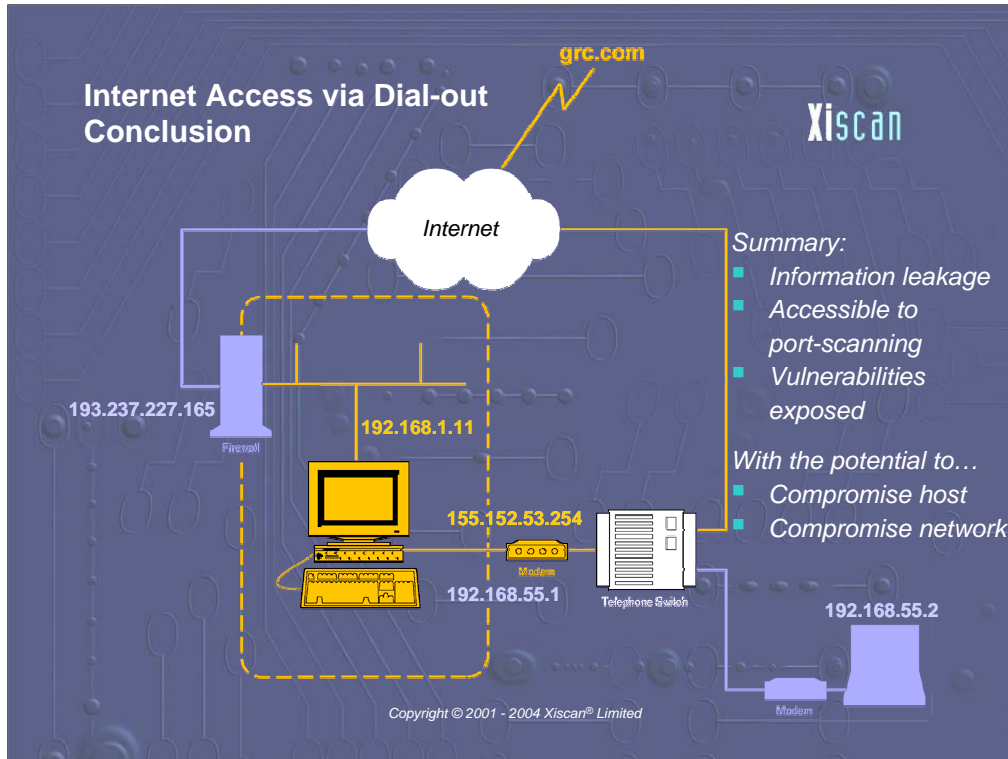 grc.com
Internet Access via Dial-out
Conclusion
Xiscan
Internet
Summary:
Information leakage
Accessible to
port-scanning
Vulnerabilities
exposed
193.237.227.165
Firewall
192.168.1.11
With the potential to…
Compromise host
Compromise network
155.152.53.254
Modem
192.168.55.1
Telephone Switch
192.168.55.2
Modem
Copyright © 2001 - 2004 Xiscan® Limited